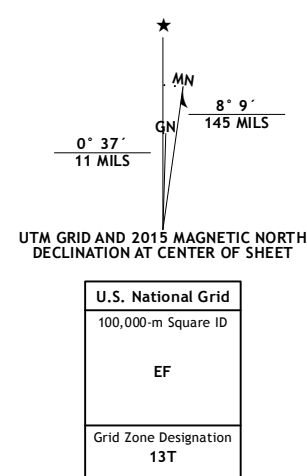 ★
MN
8° 9´
145 MILS
GN
0° 37´
11 MILS
UTM GRID AND 2015 MAGNETIC NORTH
DECLINATION AT CENTER OF SHEET
U.S. National Grid
100,000-m Square ID
EF
Grid Zone Designation
13T